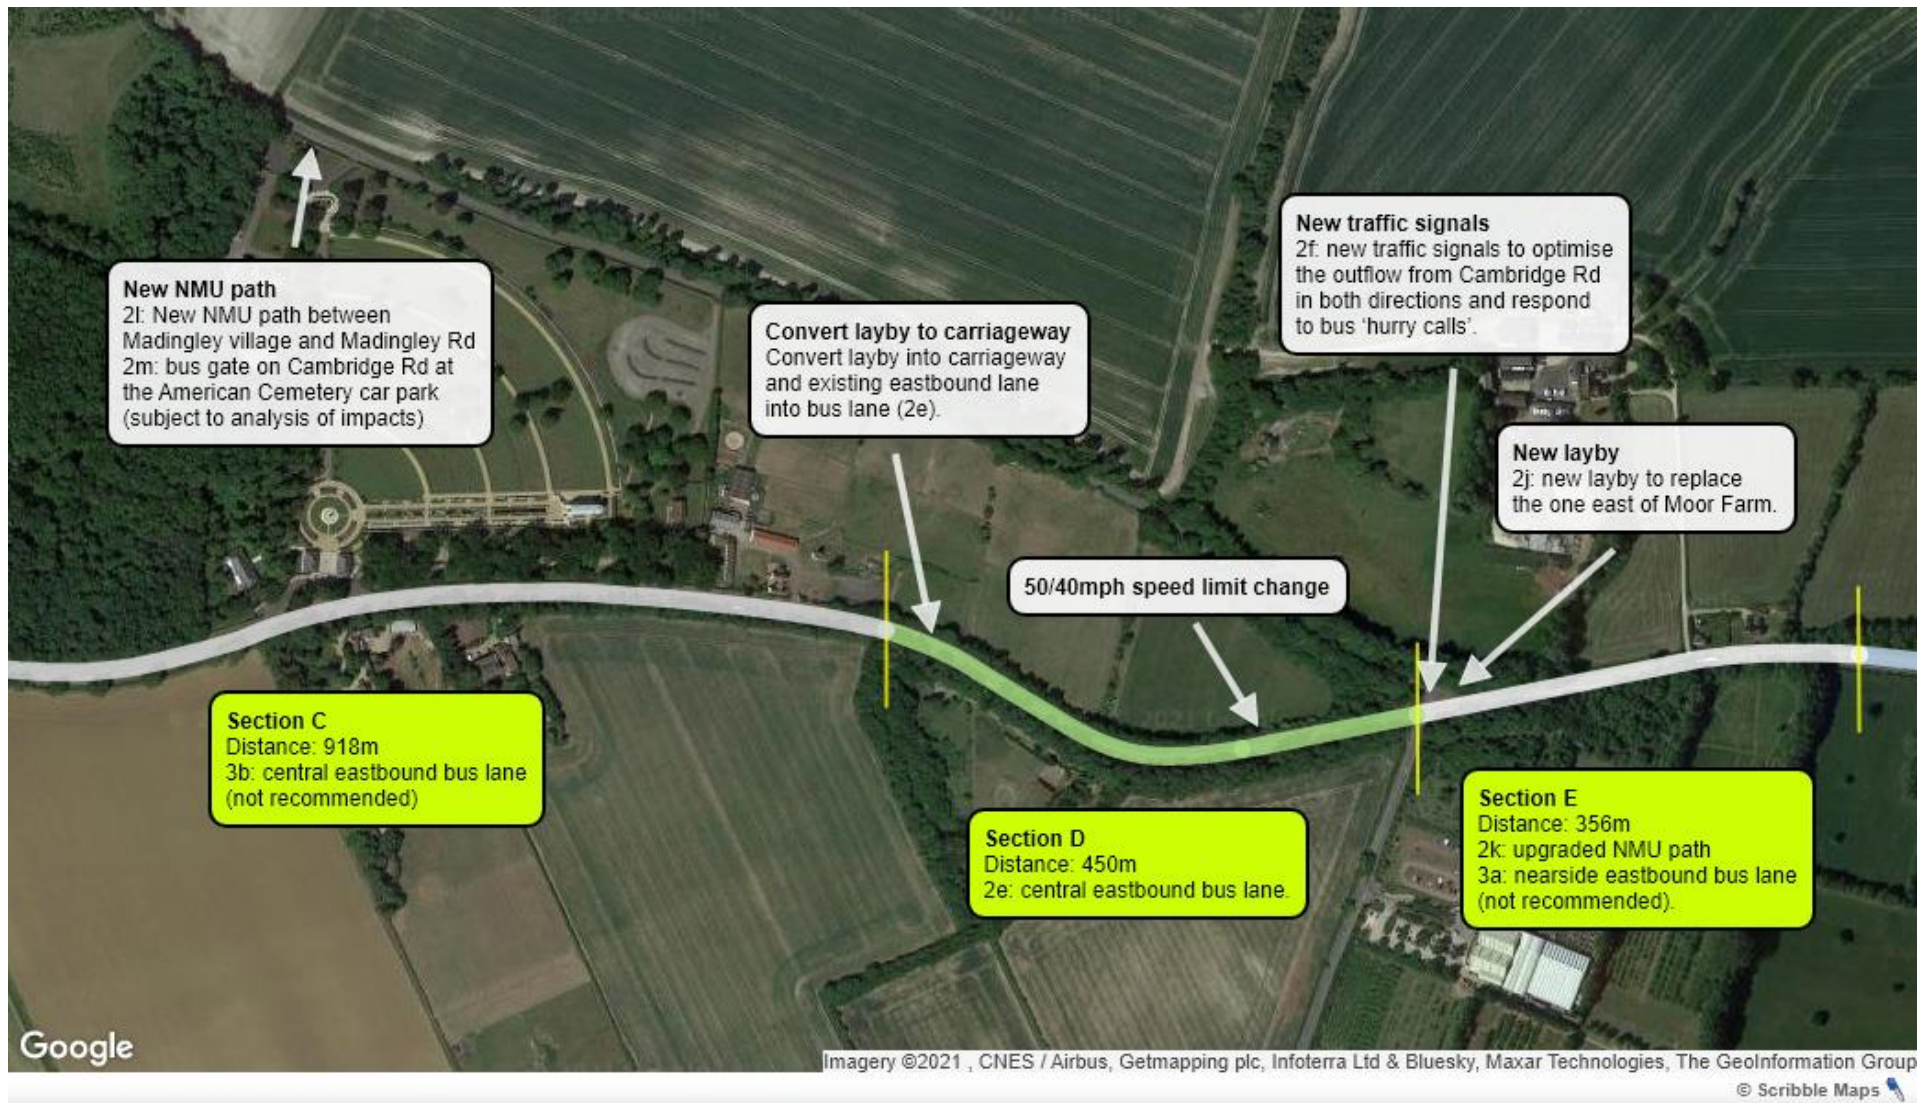 New NMU path
2l: New NMU path between
Madingley village and Madingley Rd
2m: bus gate on Cambridge Rd at
the American Cemetery car park
(subject to analysis of impacts)
Convert layby to carriageway
Convert layby into carriageway
and existing eastbound lane
into bus lane (2e).
New traffic signals
2f: new traffic signals to optimise
the outflow from Cambridge Rd
in both directions and respond
to bus ‘hurry calls’.
New layby
2j: new layby to replace
the one east of Moor Farm.
50/40mph speed limit change
Section C
Distance: 918m
3b: central eastbound bus lane
(not recommended)
Section D
Distance: 450m
2e: central eastbound bus lane.
Section E
Distance: 356m
2k: upgraded NMU path
3a: nearside eastbound bus lane
(not recommended).
Google
Imagery ©2021 , CNES / Airbus, Getmapping plc, Infoterra Ltd & Bluesky, Maxar Technologies, The GeoInformation Group
© Scribble Maps